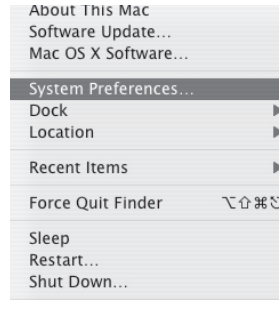 About This Mac
Software Update...
Mac OS X Software...
System Preferences...
Dock
Location
Recent Items
Force Quit Finder ⌥⇧⌘⎋
Sleep
Restart...
Shut Down...